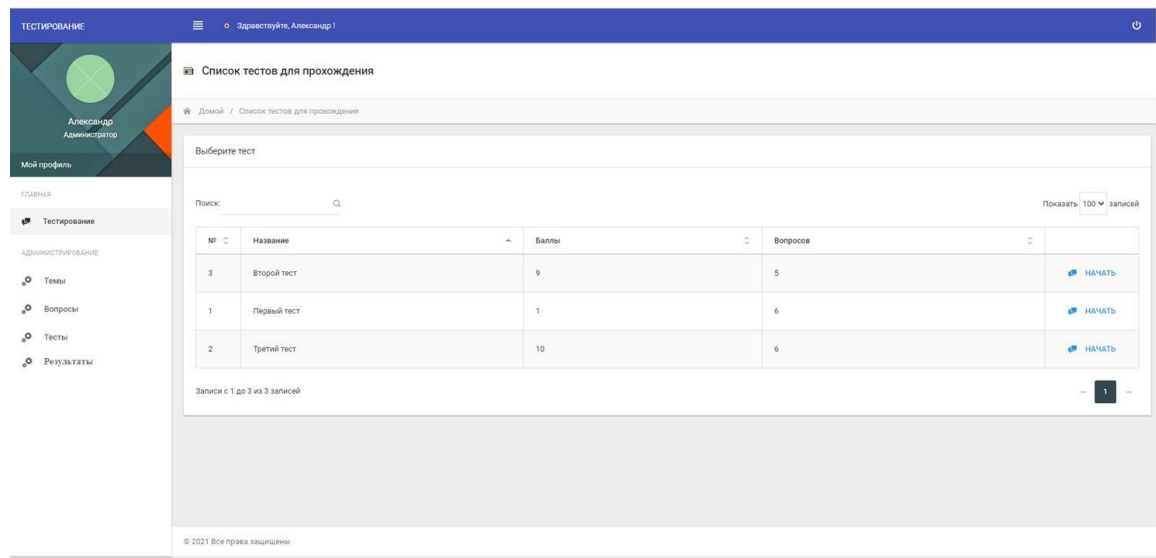 ТЕСТИРОВАНИЕ
Здравствуйте, Александр !
Александр
Администратор
Мой профиль
ГЛАВНАЯ
Тестирование
АДМИНИСТРИРОВАНИЕ
Темы
Вопросы
Тесты
Результаты
Список тестов для прохождения
Домой / Список тестов для прохождения
Выберите тест
Поиск:
Показать 100 записей
№ Название Баллы Вопросов
3 Второй тест 9 5 НАЧАТЬ
1 Первый тест 1 6 НАЧАТЬ
2 Третий тест 10 6 НАЧАТЬ
Записи с 1 до 3 из 3 записей
← 1 →
© 2021 Все права защищены